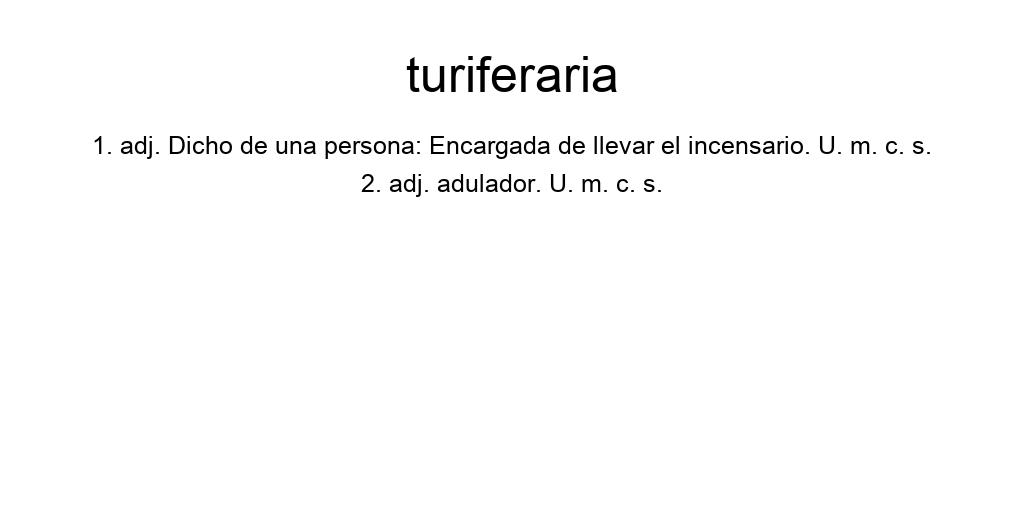 turiferaria
1. adj. Dicho de una persona: Encargada de llevar el incensario. U. m. c. s.
2. adj. adulador. U. m. c. s.